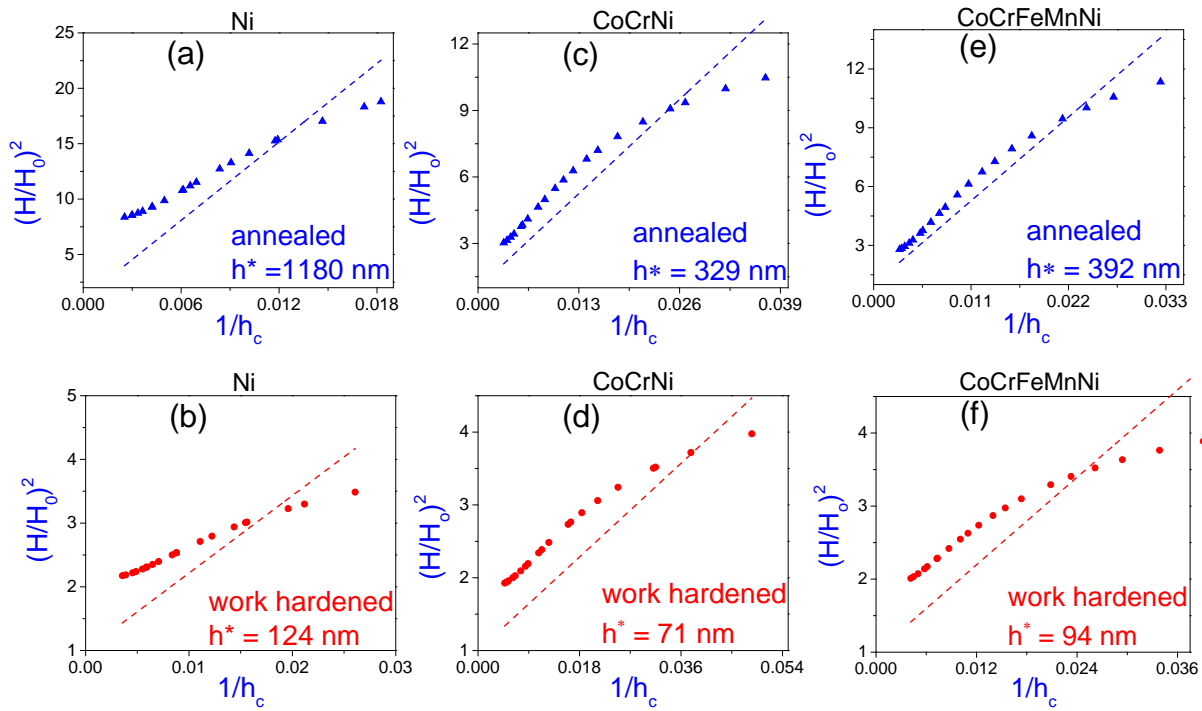 Ni
(a)
25
20
15
10
5
(H/H₀)²
annealed
h* =1180 nm
0.000 0.006 0.012 0.018
1/h_c
CoCrNi
(c)
12
9
6
3
(H/Hₒ)²
annealed
h* = 329 nm
0.000 0.013 0.026 0.039
1/h_c
CoCrFeMnNi
(e)
12
9
6
3
(H/Hₒ)²
annealed
h* = 392 nm
0.000 0.011 0.022 0.033
1/h_c
Ni
(b)
5
4
3
2
1
(H/H₀)²
work hardened
h* = 124 nm
0.00 0.01 0.02 0.03
1/h_c
CoCrNi
(d)
4
3
2
1
(H/Hₒ)²
work hardened
h* = 71 nm
0.000 0.018 0.036 0.054
1/h_c
CoCrFeMnNi
(f)
4
3
2
1
(H/Hₒ)²
work hardened
h* = 94 nm
0.000 0.012 0.024 0.036
1/h_c